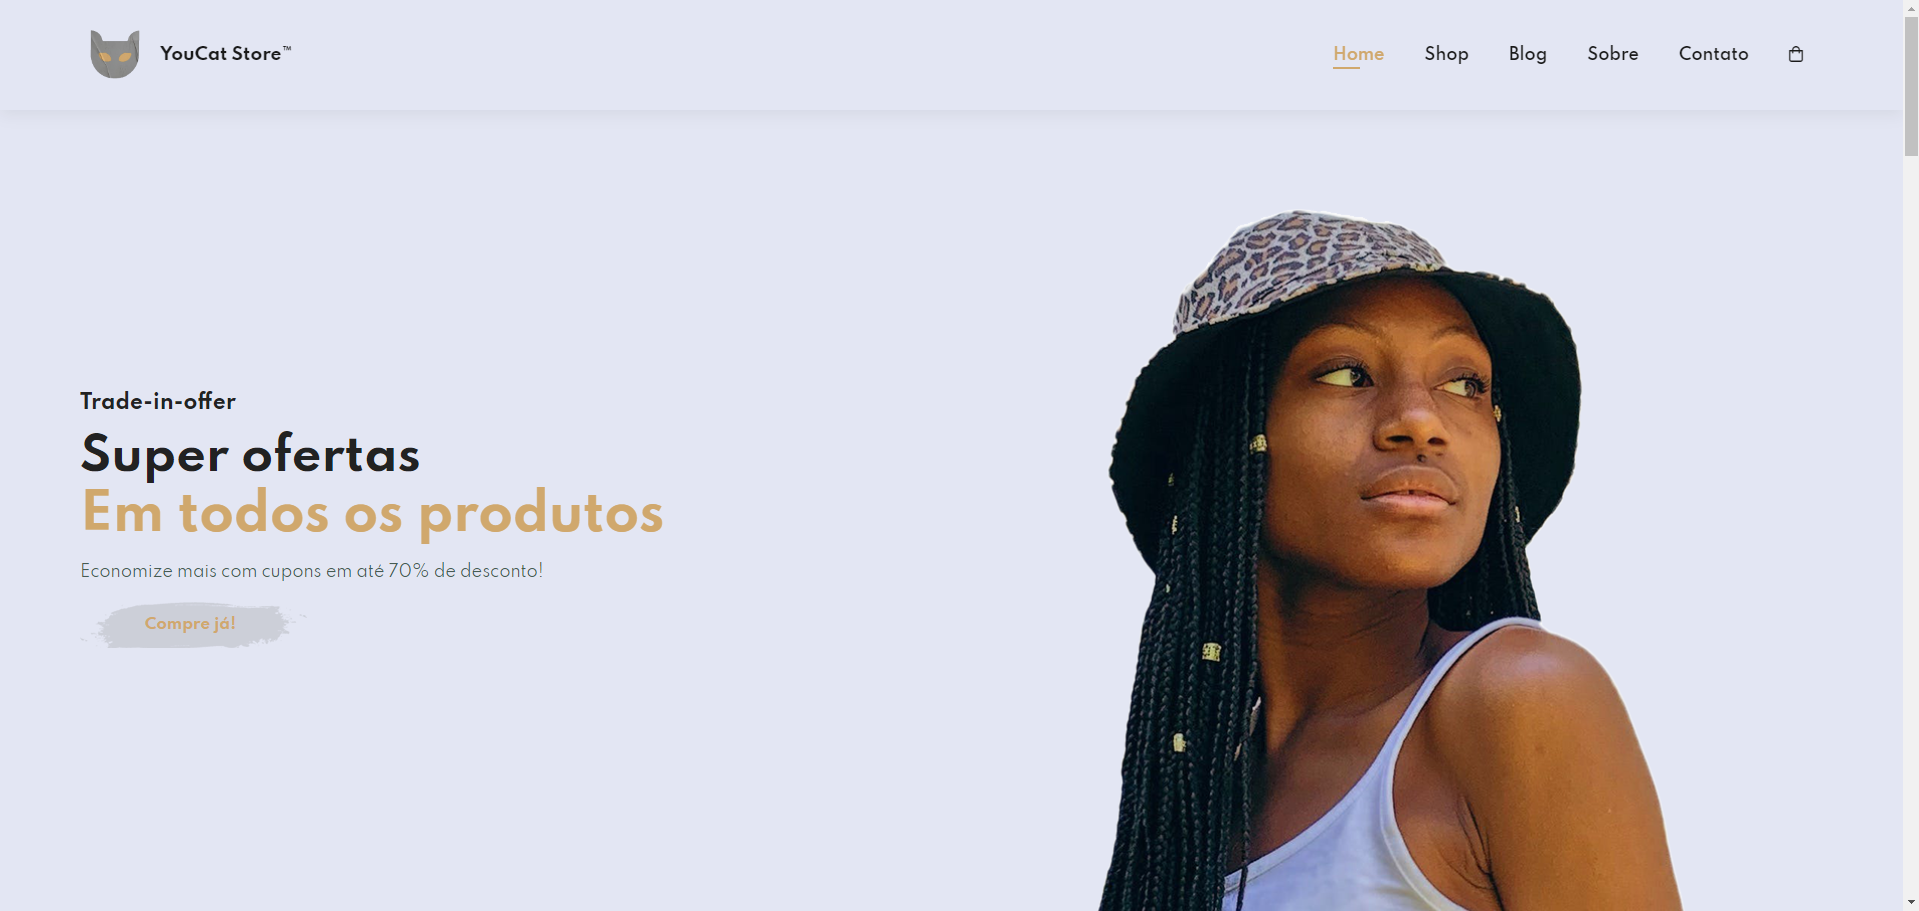 YouCat Store™
Home Shop Blog Sobre Contato
Trade-in-offer
Super ofertas
Em todos os produtos
Economize mais com cupons em até 70% de desconto!
Compre já!